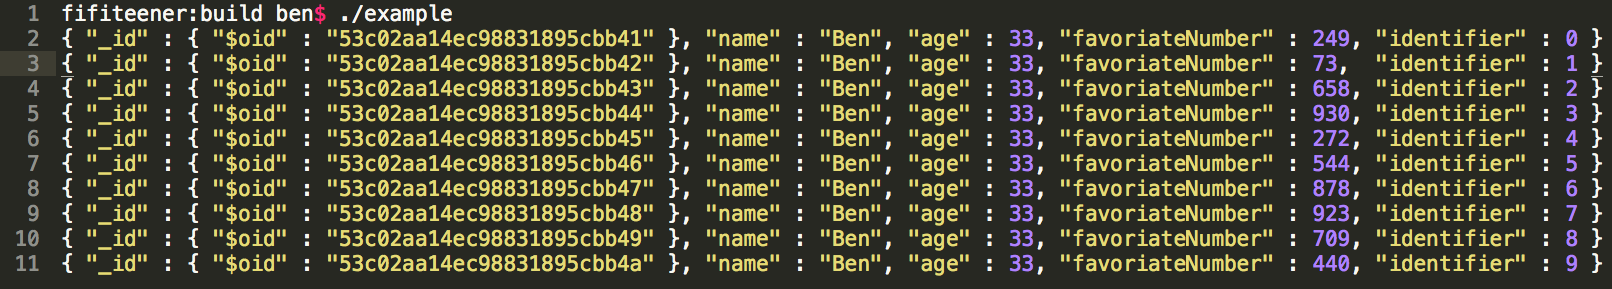 1 fifiteener:build ben$ ./example
2 { "_id" : { "$oid" : "53c02aa14ec98831895cbb41" }, "name" : "Ben", "age" : 33, "favoriateNumber" : 249, "identifier" : 0 }
3 { "_id" : { "$oid" : "53c02aa14ec98831895cbb42" }, "name" : "Ben", "age" : 33, "favoriateNumber" : 73,  "identifier" : 1 }
4 { "_id" : { "$oid" : "53c02aa14ec98831895cbb43" }, "name" : "Ben", "age" : 33, "favoriateNumber" : 658, "identifier" : 2 }
5 { "_id" : { "$oid" : "53c02aa14ec98831895cbb44" }, "name" : "Ben", "age" : 33, "favoriateNumber" : 930, "identifier" : 3 }
6 { "_id" : { "$oid" : "53c02aa14ec98831895cbb45" }, "name" : "Ben", "age" : 33, "favoriateNumber" : 272, "identifier" : 4 }
7 { "_id" : { "$oid" : "53c02aa14ec98831895cbb46" }, "name" : "Ben", "age" : 33, "favoriateNumber" : 544, "identifier" : 5 }
8 { "_id" : { "$oid" : "53c02aa14ec98831895cbb47" }, "name" : "Ben", "age" : 33, "favoriateNumber" : 878, "identifier" : 6 }
9 { "_id" : { "$oid" : "53c02aa14ec98831895cbb48" }, "name" : "Ben", "age" : 33, "favoriateNumber" : 923, "identifier" : 7 }
10 { "_id" : { "$oid" : "53c02aa14ec98831895cbb49" }, "name" : "Ben", "age" : 33, "favoriateNumber" : 709, "identifier" : 8 }
11 { "_id" : { "$oid" : "53c02aa14ec98831895cbb4a" }, "name" : "Ben", "age" : 33, "favoriateNumber" : 440, "identifier" : 9 }